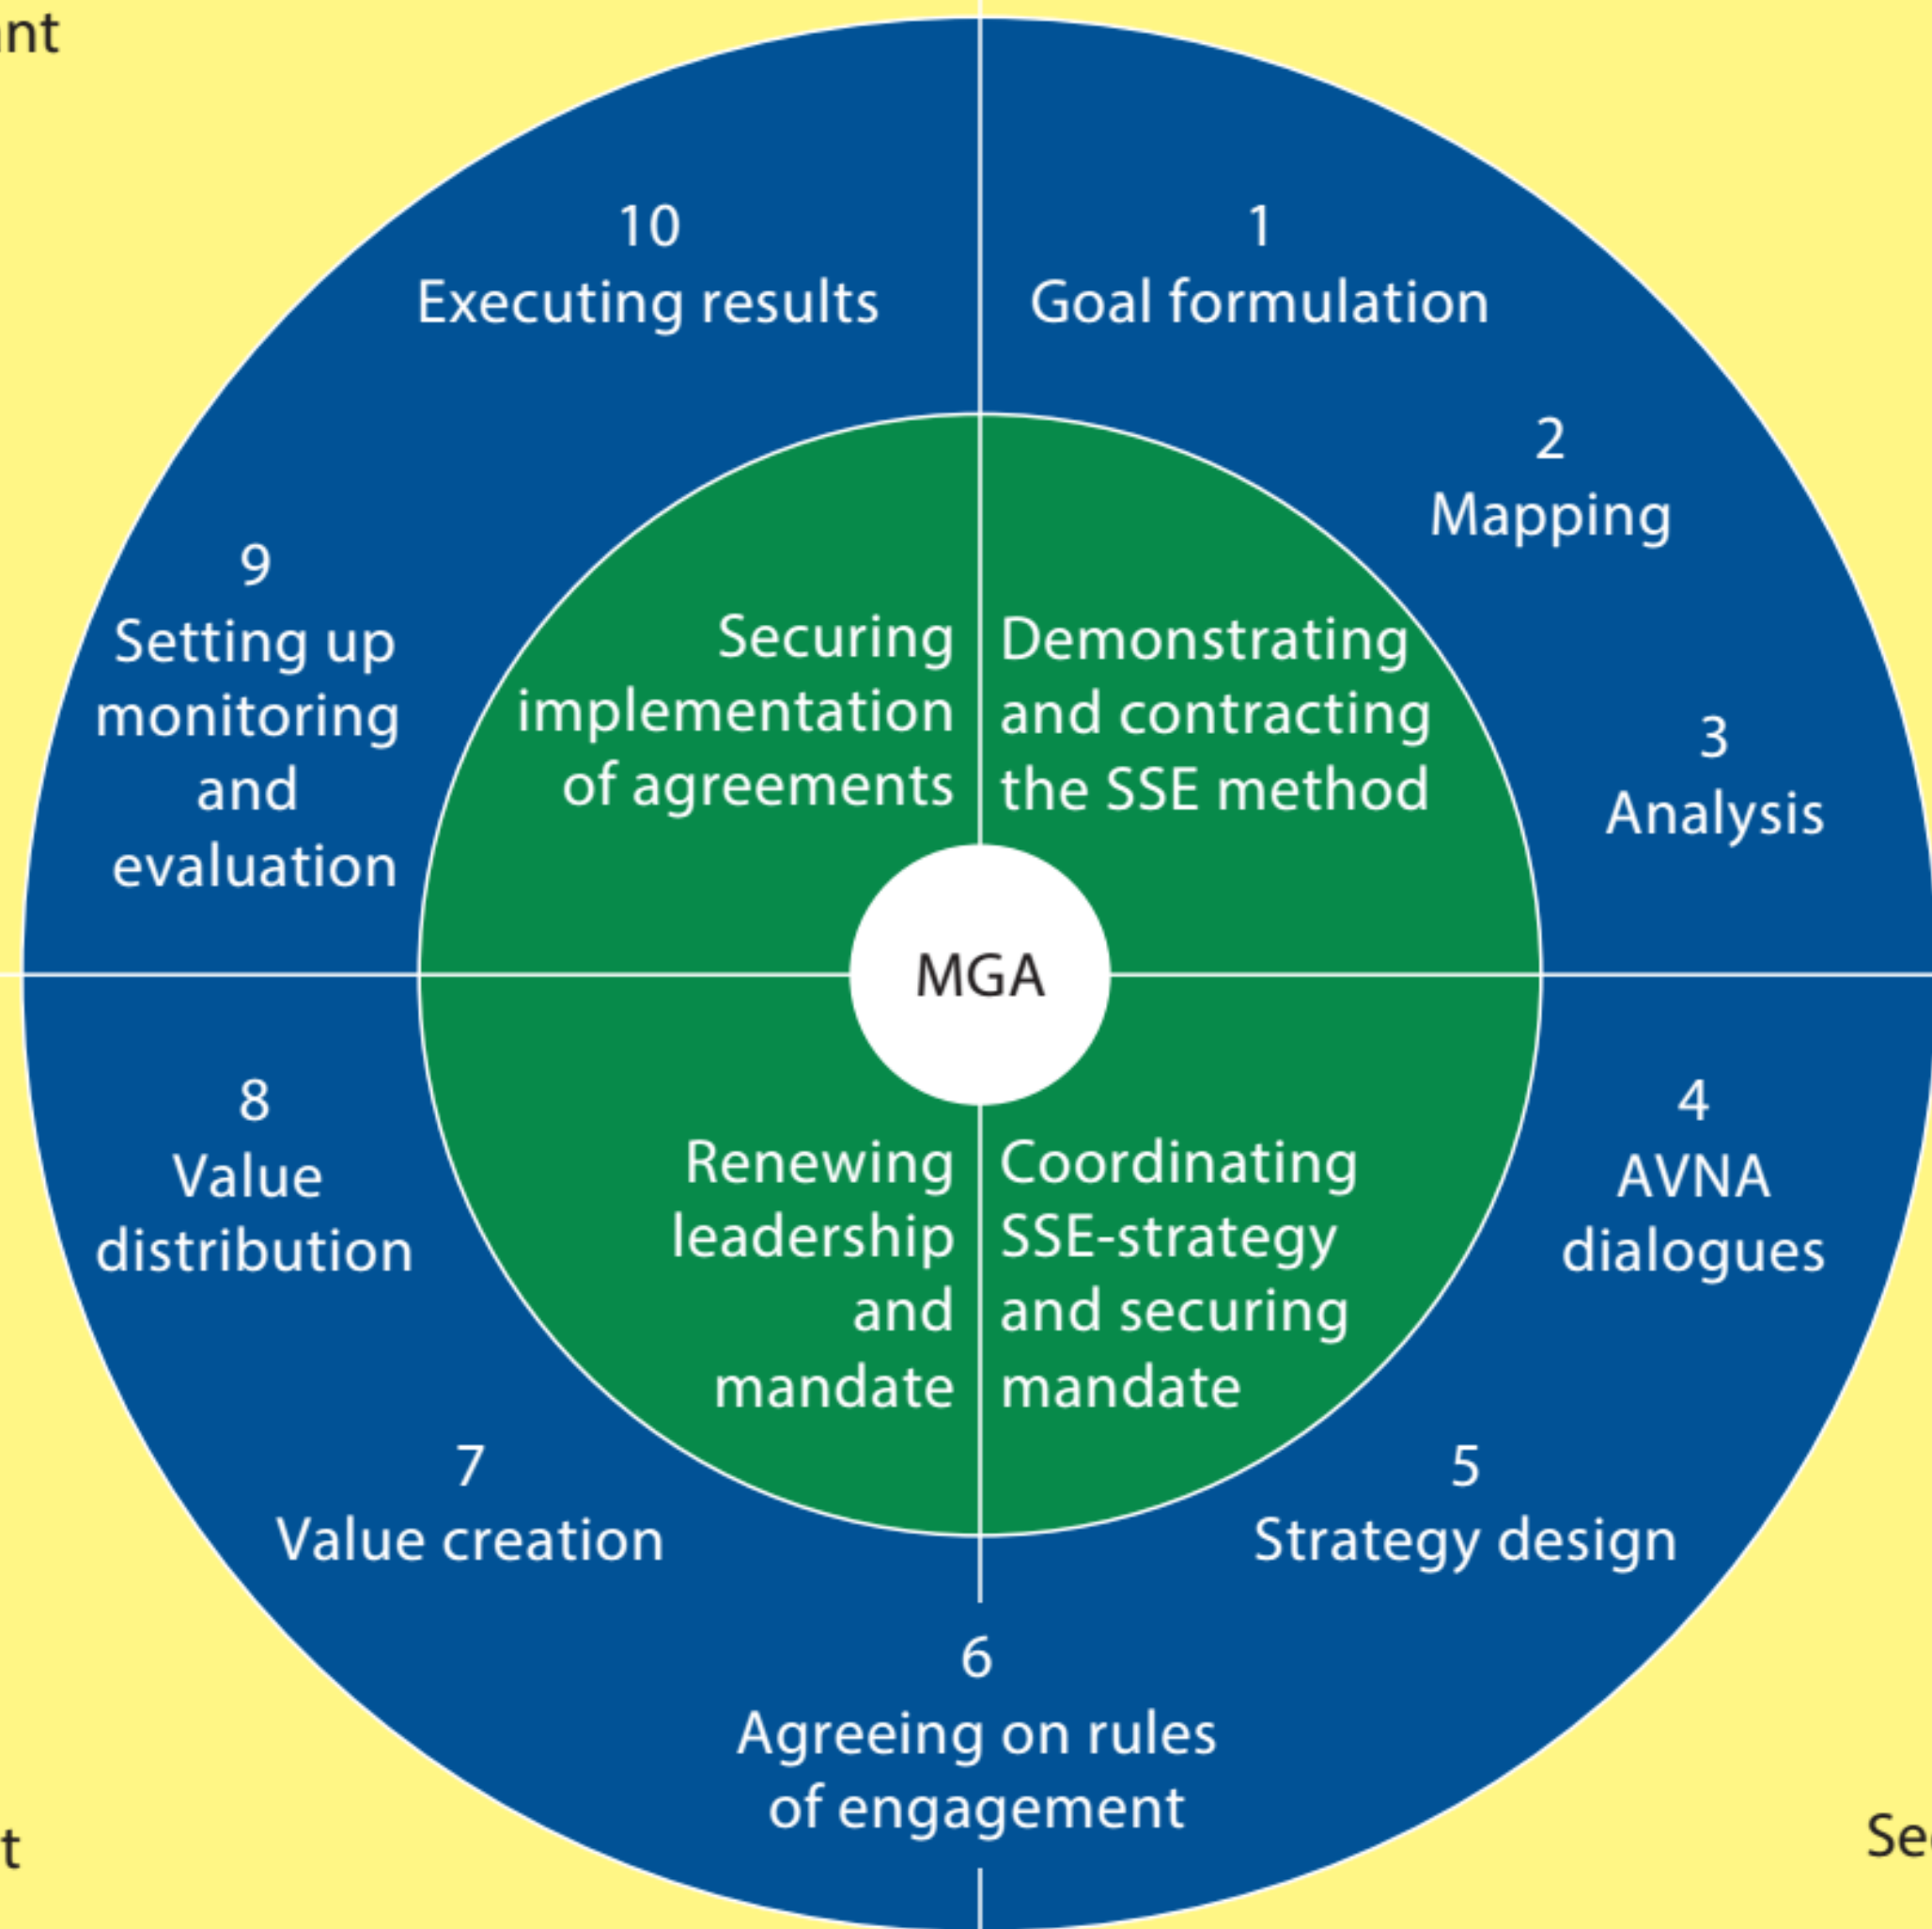 10
Executing results
1
Goal formulation
2
Mapping
3
Analysis
4
AVNA
dialogues
5
Strategy design
6
Agreeing on rules
of engagement
7
Value creation
8
Value
distribution
9
Setting up
monitoring
and
evaluation
Securing
implementation
of agreements
Demonstrating
and contracting
the SSE method
MGA
Renewing
leadership
and
mandate
Coordinating
SSE-strategy
and securing
mandate